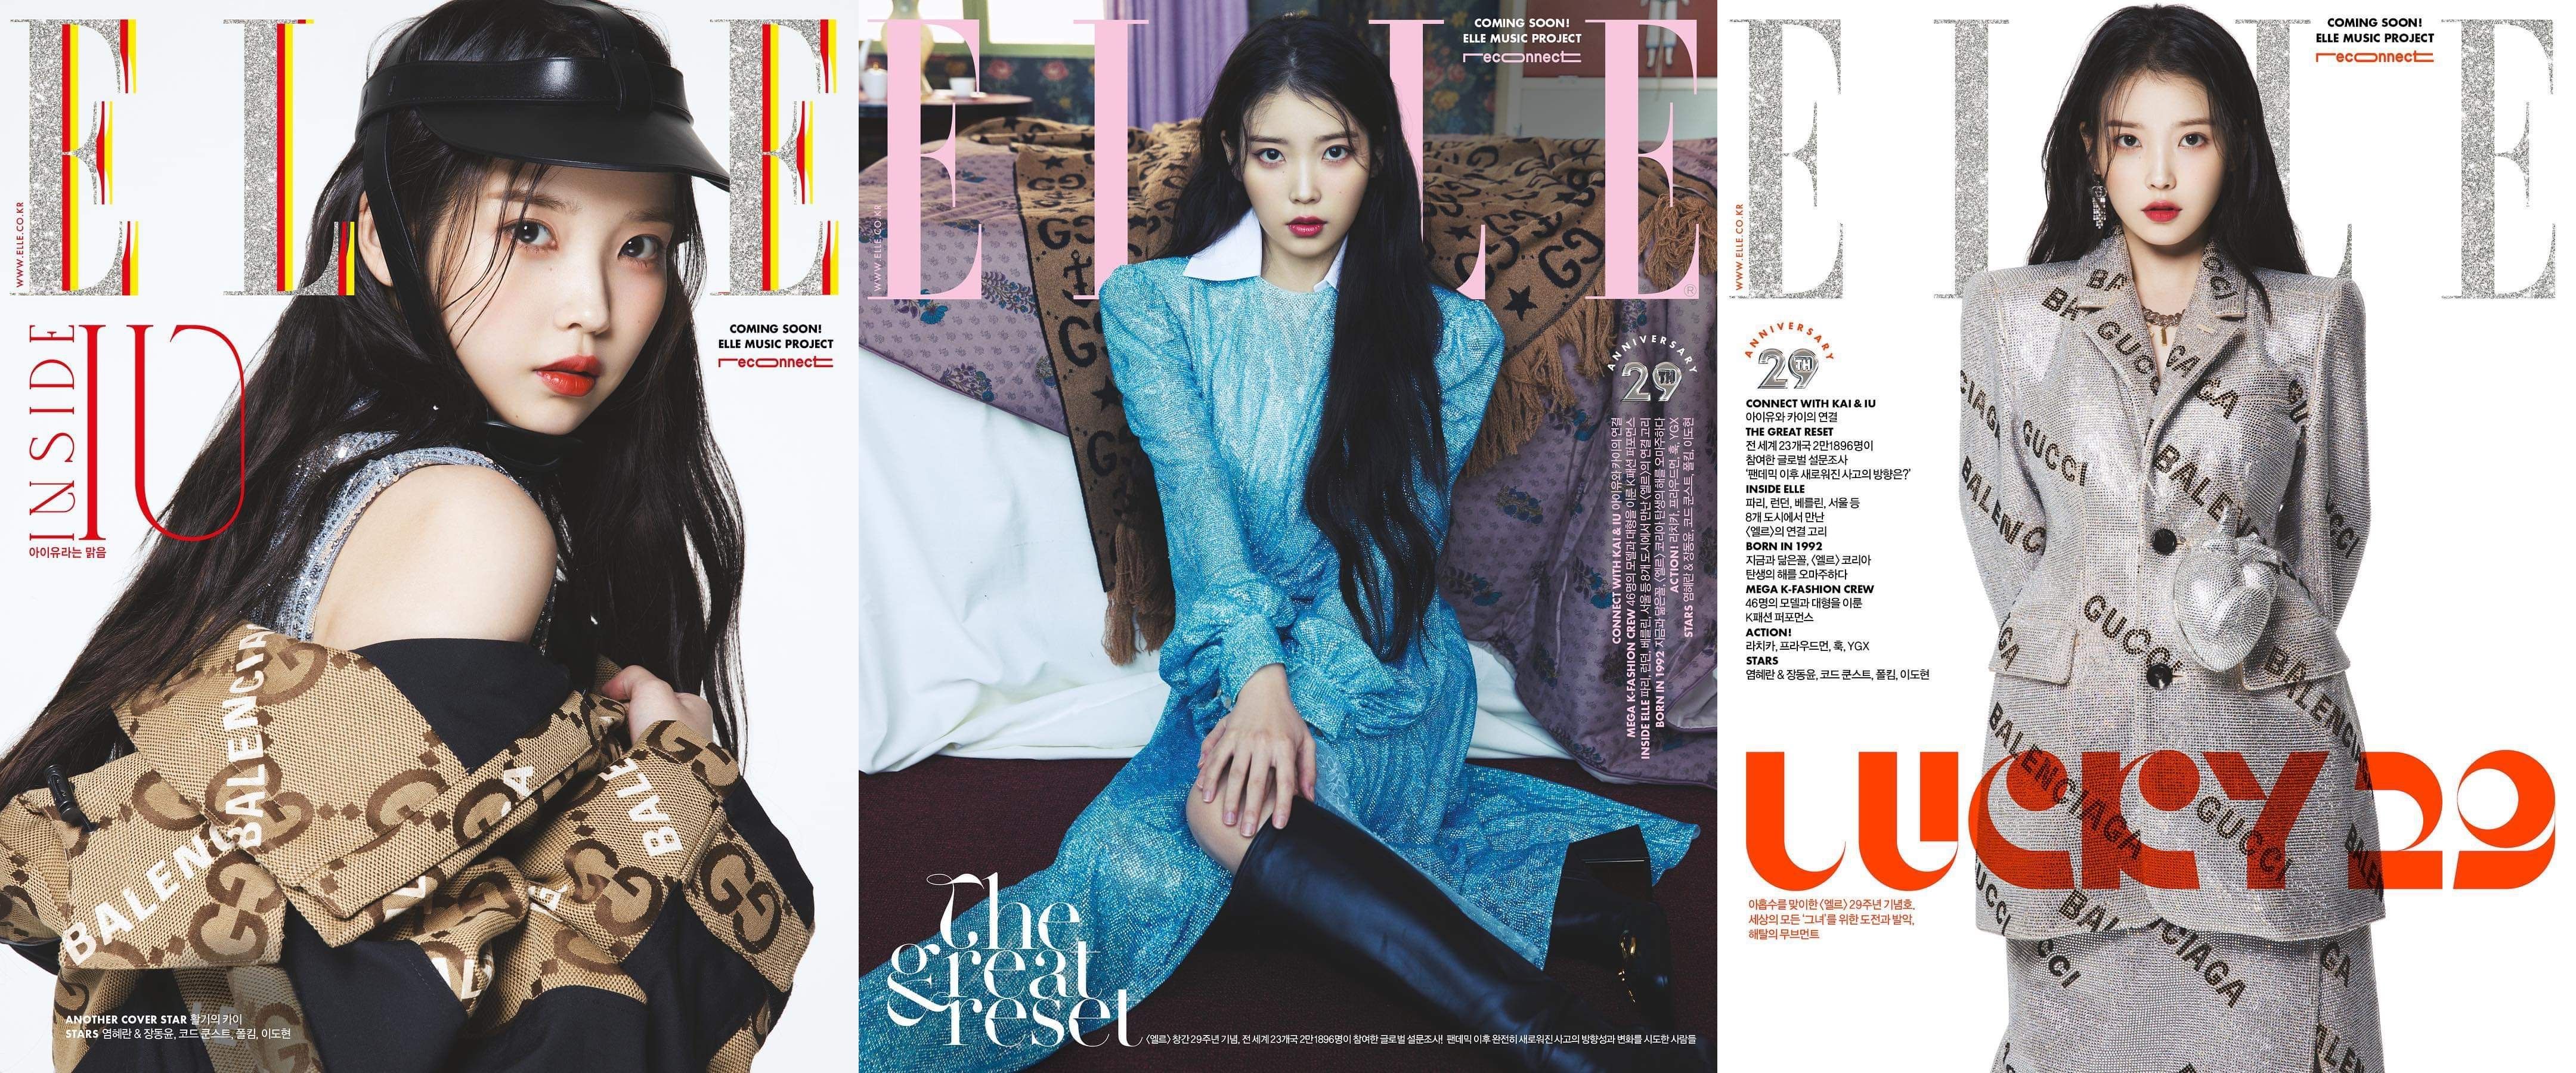 ELLE
WWW.ELLE.CO.KR
INSIDE
IU
아이유라는 맑음
COMING SOON!
ELLE MUSIC PROJECT
reconnect
BALENCIA
BALENC
BALE
ANOTHER COVER STAR 활기의 카이
STARS 염혜란 & 장동윤, 코드 쿤스트, 폴킴, 이도현
ELLE
WWW.ELLE.CO.KR
COMING SOON!
ELLE MUSIC PROJECT
reconnect
ANNIVERSARY
29TH
CONNECT WITH KAI & IU 아이유와 카이의 연결
MEGA K-FASHION CREW 46명의 모델과 대형을 이룬 K패션 퍼포먼스
INSIDE ELLE 파리, 런던, 베를린, 서울 등 8개 도시에서 만난 〈엘르〉의 연결 고리
BORN IN 1992 지금과 닮은꼴, 〈엘르〉 코리아 탄생의 해를 오마주하다
ACTION! 라치카, 프라우드먼, 훅, YGX
STARS 염혜란 & 장동윤, 코드 쿤스트, 폴킴, 이도현
The
great
reset
〈엘르〉 창간 29주년 기념, 전 세계 23개국 2만1896명이 참여한 글로벌 설문조사! 팬데믹 이후 완전히 새로워진 사고의 방향성과 변화를 시도한 사람들
ELLE
WWW.ELLE.CO.KR
COMING SOON!
ELLE MUSIC PROJECT
reconnect
ANNIVERSARY
29TH
CONNECT WITH KAI & IU
아이유와 카이의 연결
THE GREAT RESET
전 세계 23개국 2만1896명이
참여한 글로벌 설문조사
'팬데믹 이후 새로워진 사고의 방향은?'
INSIDE ELLE
파리, 런던, 베를린, 서울 등
8개 도시에서 만난
〈엘르〉의 연결 고리
BORN IN 1992
지금과 닮은꼴, 〈엘르〉 코리아
탄생의 해를 오마주하다
MEGA K-FASHION CREW
46명의 모델과 대형을 이룬
K패션 퍼포먼스
ACTION!
라치카, 프라우드먼, 훅, YGX
STARS
염혜란 & 장동윤, 코드 쿤스트, 폴킴, 이도현
GUCCI
BALENCIAGA
GUCCI
BALENCIAGA
GUCCI
LUCKY 29
아홉수를 맞이한 〈엘르〉 29주년 기념호.
세상의 모든 '그녀'를 위한 도전과 발악,
해탈의 무브먼트